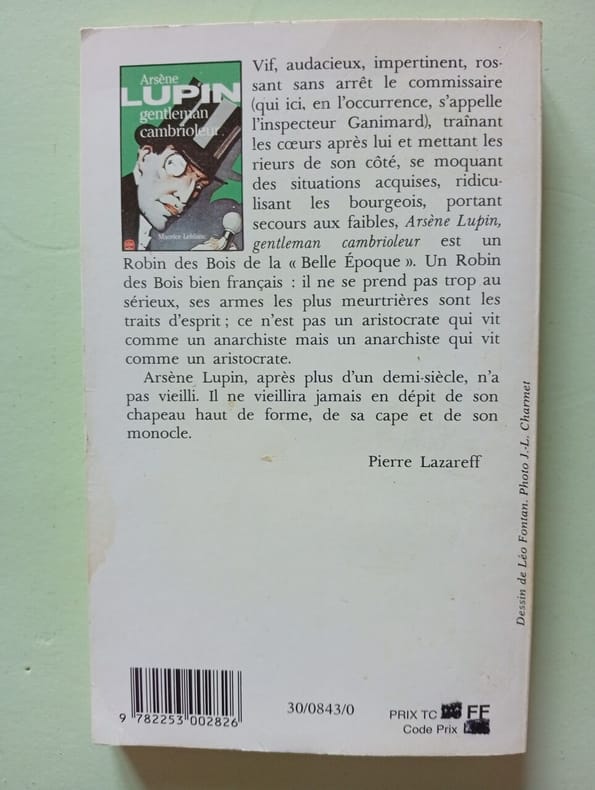 Arsène
LUPIN
gentleman
cambrioleur
Maurice Leblanc
Vif, audacieux, impertinent, ros-
sant sans arrêt le commissaire
(qui ici, en l'occurrence, s'appelle
l'inspecteur Ganimard), traînant
les cœurs après lui et mettant les
rieurs de son côté, se moquant
des situations acquises, ridicu-
lisant les bourgeois, portant
secours aux faibles, Arsène Lupin,
gentleman cambrioleur est un
Robin des Bois de la « Belle Époque ». Un Robin
des Bois bien français : il ne se prend pas trop au
sérieux, ses armes les plus meurtrières sont les
traits d'esprit ; ce n'est pas un aristocrate qui vit
comme un anarchiste mais un anarchiste qui vit
comme un aristocrate.
Arsène Lupin, après plus d'un demi-siècle, n'a
pas vieilli. Il ne vieillira jamais en dépit de son
chapeau haut de forme, de sa cape et de son
monocle.
Pierre Lazareff
Dessin de Léo Fontan. Photo J.-L. Charmet
9 782253 002826
30/0843/0
PRIX TC FF
Code Prix